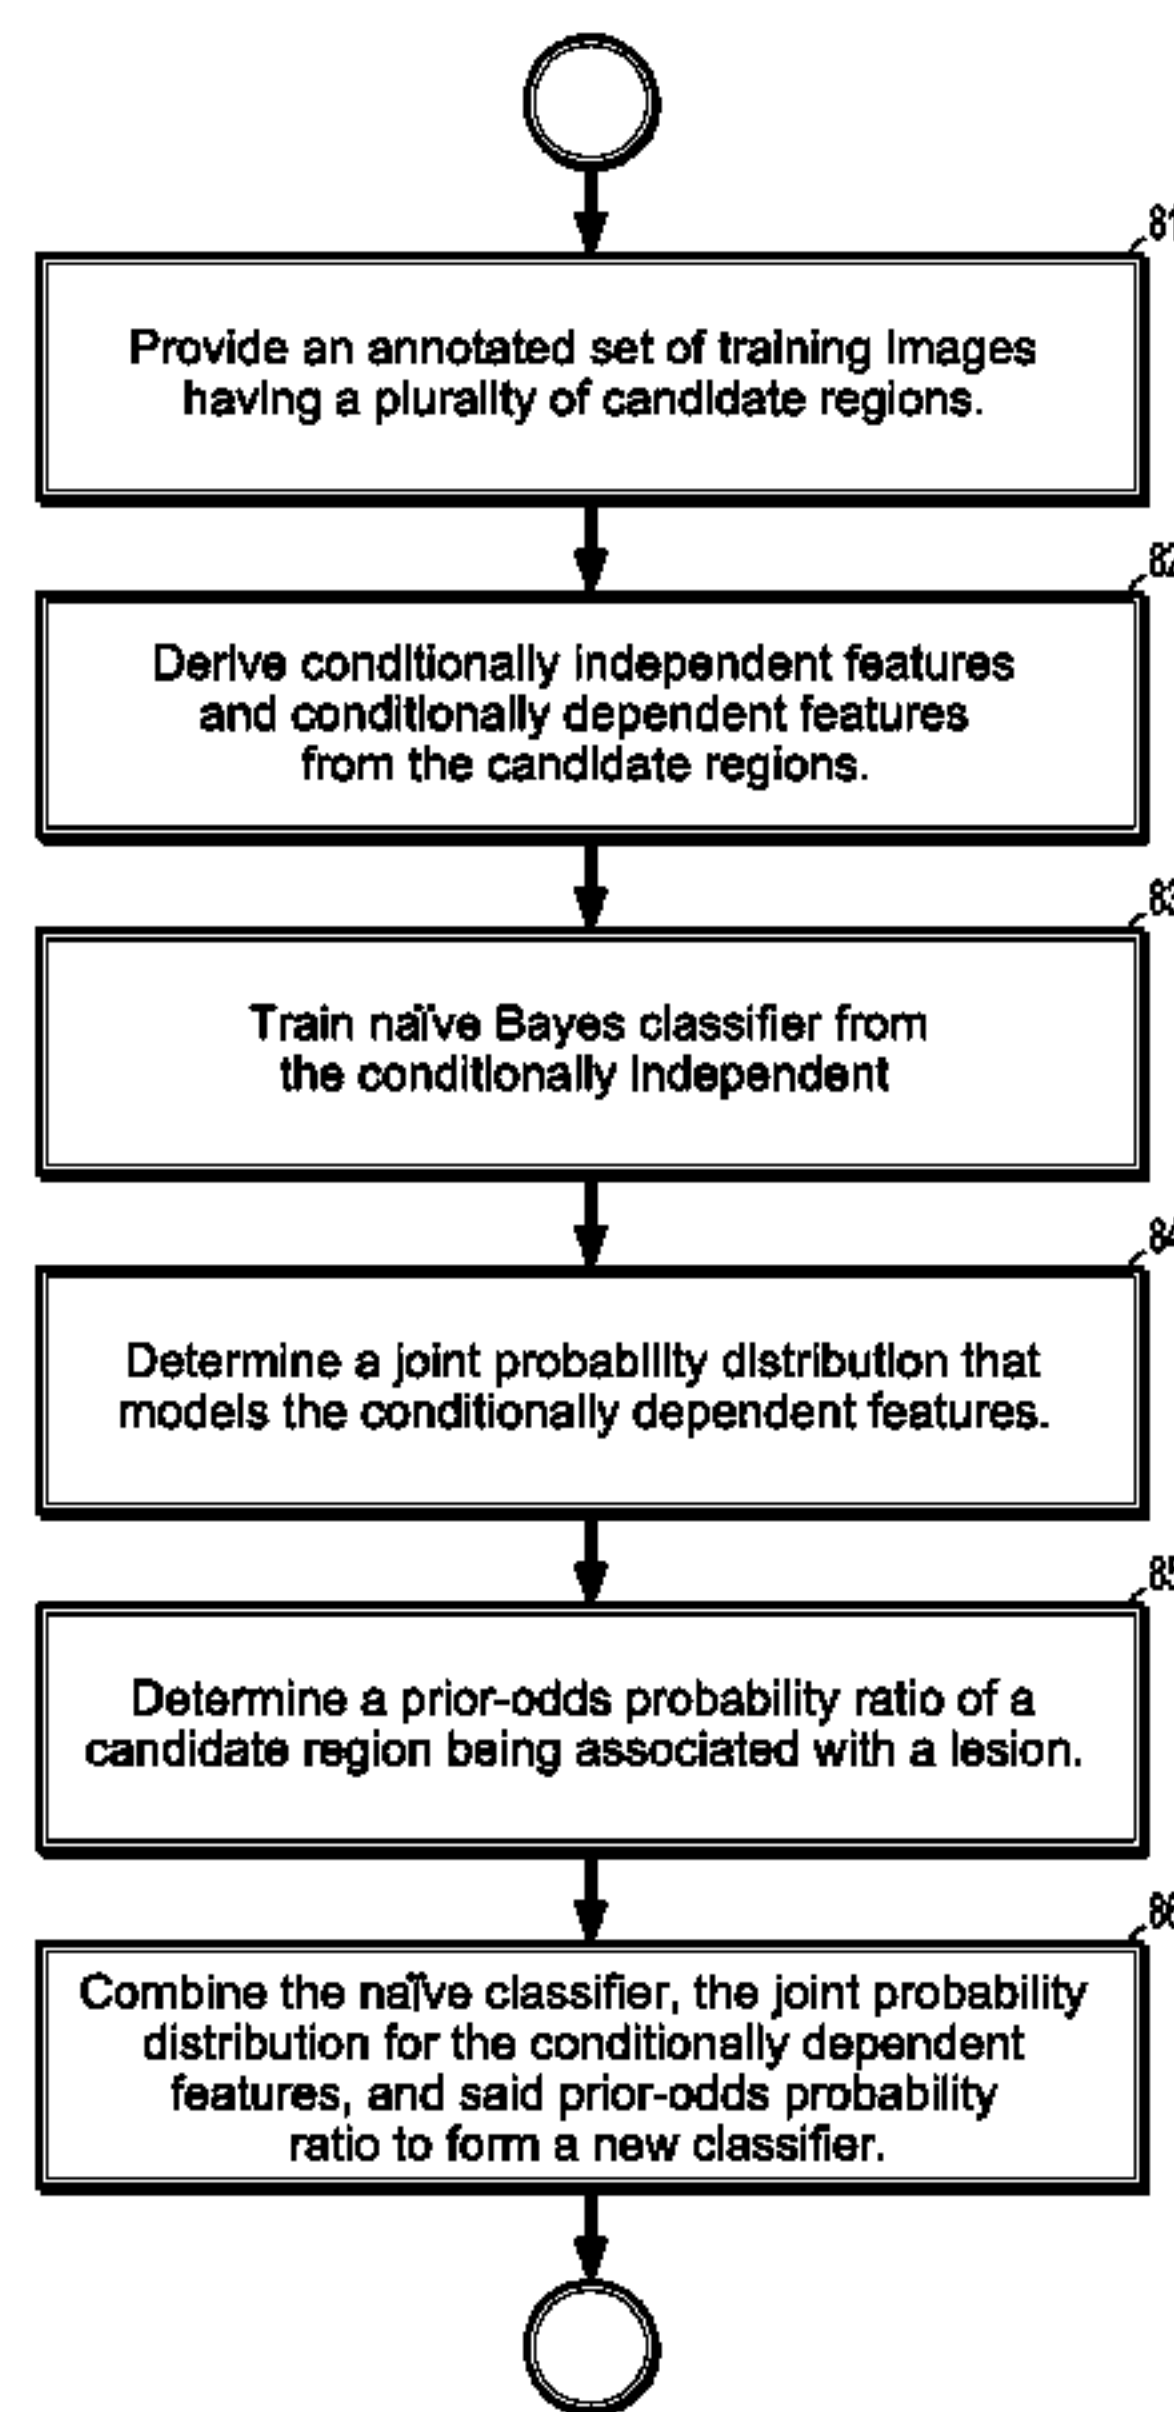 81
Provide an annotated set of training images
having a plurality of candidate regions.
82
Derive conditionally independent features
and conditionally dependent features
from the candidate regions.
83
Train naïve Bayes classifier from
the conditionally independent
84
Determine a joint probability distribution that
models the conditionally dependent features.
85
Determine a prior-odds probability ratio of a
candidate region being associated with a lesion.
86
Combine the naïve classifier, the joint probability
distribution for the conditionally dependent
features, and said prior-odds probability
ratio to form a new classifier.